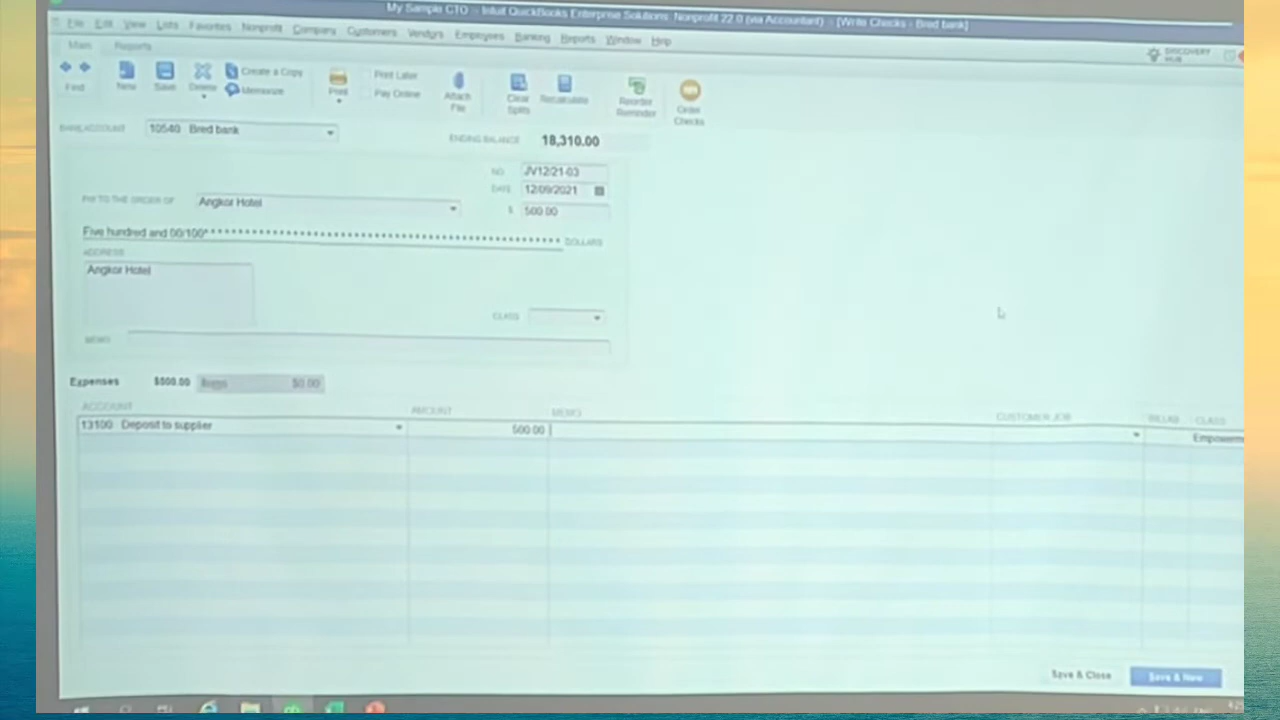 My Sample CTO - Intuit QuickBooks Enterprise Solutions: Nonprofit 22.0 (via Accountant) - [Write Checks - Bred bank]
File Edit View Lists Favorites Nonprofit Company Customers Vendors Employees Banking Reports Window Help
Main Reports
DISCOVERY HUB
Find New Save Delete Create a Copy Memorize Print Print Later Pay Online Attach File Clear Splits Recalculate Reorder Reminder Order Checks
BANK ACCOUNT 10540 Bred bank ENDING BALANCE 18,310.00
NO. JV12/21-03
DATE 12/09/2021
PAY TO THE ORDER OF Angkor Hotel $ 500.00
Five hundred and 00/100* DOLLARS
ADDRESS
Angkor Hotel
CLASS
MEMO
Expenses $500.00 Items $0.00
ACCOUNT AMOUNT MEMO CUSTOMER:JOB CLASS
13100 Deposit to supplier 500.00
Save & Close Save & New